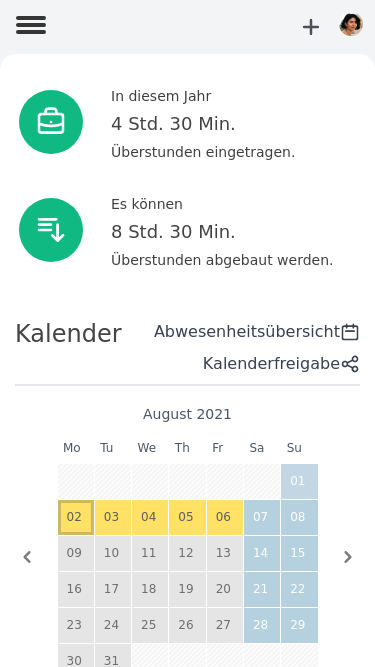 In diesem Jahr
4 Std. 30 Min.
Überstunden eingetragen.
Es können
8 Std. 30 Min.
Überstunden abgebaut werden.
Kalender
Abwesenheitsübersicht
Kalenderfreigabe
August 2021
Mo Tu We Th Fr Sa Su
01
02 03 04 05 06 07 08
09 10 11 12 13 14 15
16 17 18 19 20 21 22
23 24 25 26 27 28 29
30 31